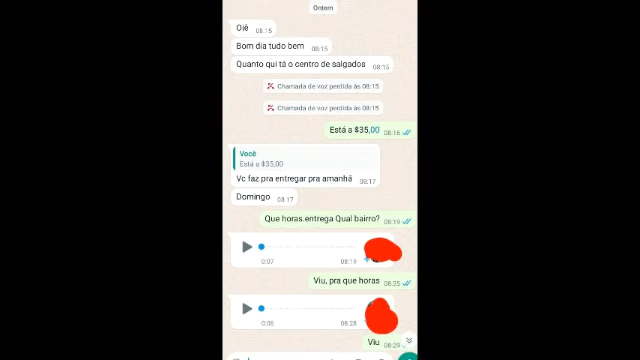 Ontem
Oiê 08:15
Bom dia tudo bem 08:15
Quanto qui tá o centro de salgados 08:15
Chamada de voz perdida às 08:15
Chamada de voz perdida às 08:15
Está a $35,00 08:16
Você
Está a $35,00
Vc faz pra entregar pra amanhã 08:17
Domingo 08:17
Que horas.entrega Qual bairro? 08:19
0:07 08:19
Viu, pra que horas 08:25
0:06 08:28
Viu 08:29